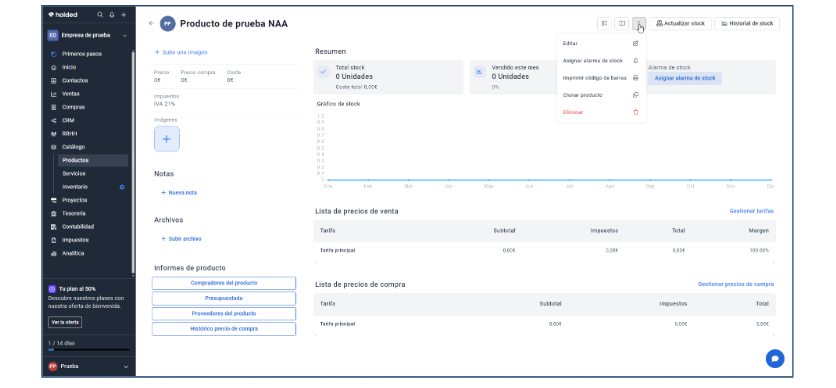 holded
ED Empresa de prueba
Primeros pasos
Inicio
Contactos
Ventas
Compras
CRM
RRHH
Catálogo
Productos
Servicios
Inventario
Proyectos
Tesorería
Contabilidad
Impuestos
Analítica
Tu plan al 50%
Descubre nuestros planes con
nuestra oferta de bienvenida.
Ver la oferta
1 / 14 días
PP Prueba
PP Producto de prueba NAA
Actualizar stock
Historial de stock
Editar
Asignar alarma de stock
Imprimir código de barras
Clonar producto
Eliminar
+ Sube una imagen
Precio Precio compra Coste
0€ 0€ 0€
Impuestos
IVA 21%
Imágenes
+
Notas
+ Nueva nota
Archivos
+ Subir archivo
Informes de producto
Compradores del producto
Presupuestado
Proveedores del producto
Histórico precio de compra
Resumen
Total stock
0 Unidades
Coste total 0,00€
Vendido este mes
0 Unidades
0%
Alarma de stock
Asignar alarma de stock
Gráfico de stock
1.0
0.9
0.8
0.7
0.6
0.5
0.4
0.3
0.2
0.1
0
Ene Feb Mar Abr May Jun Jul Ago Sep Oct Nov Dic
Lista de precios de venta
Gestionar tarifas
Tarifa Subtotal Impuestos Total Margen
Tarifa principal 0,00€ 0,00€ 0,00€ 100.00%
Lista de precios de compra
Gestionar precios de compra
Tarifa Subtotal Impuestos Total
Tarifa principal 0,00€ 0,00€ 0,00€